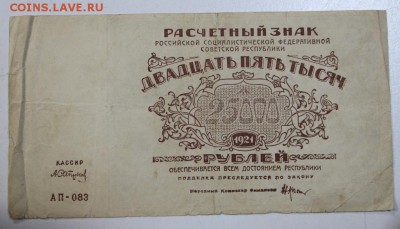 COINS.LAVE.RU
РАСЧЕТНЫЙ ЗНАК
РОССИЙСКОЙ СОЦИАЛИСТИЧЕСКОЙ ФЕДЕРАТИВНОЙ
СОВЕТСКОЙ РЕСПУБЛИКИ
ДВАДЦАТЬ ПЯТЬ ТЫСЯЧ
25000
1921
РУБЛЕЙ
ОБЕСПЕЧИВАЕТСЯ ВСЕМ ДОСТОЯНИЕМ РЕСПУБЛИКИ
ПОДДЕЛКА ПРЕСЛЕДУЕТСЯ ПО ЗАКОНУ
Народный Комиссар Финансов
КАССИР
АП-083